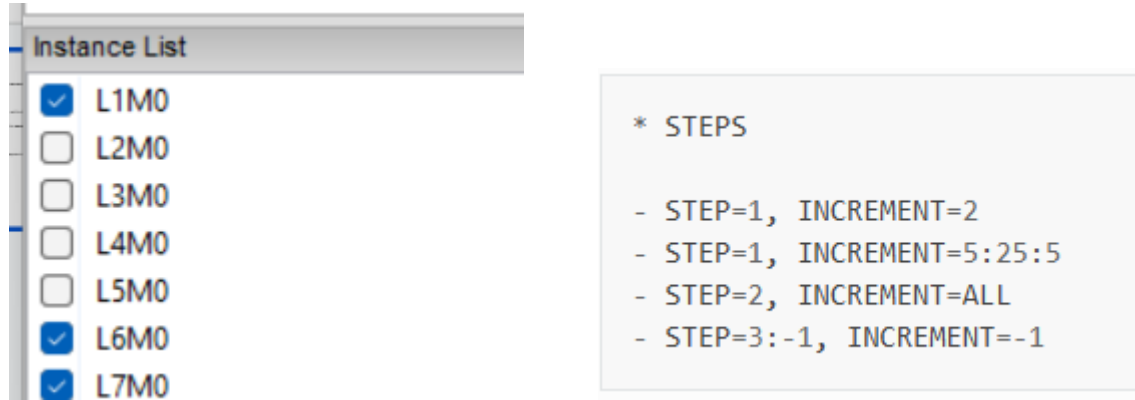 Instance List
L1M0
L2M0
L3M0
L4M0
L5M0
L6M0
L7M0
* STEPS
- STEP=1, INCREMENT=2
- STEP=1, INCREMENT=5:25:5
- STEP=2, INCREMENT=ALL
- STEP=3:-1, INCREMENT=-1